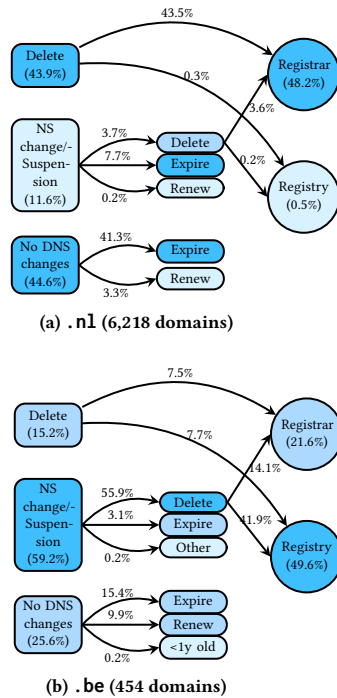 43.5%
Delete
(43.9%)
Registrar
(48.2%)
0.3%
3.6%
NS
change/-
Suspen-
sion
(11.6%)
3.7%
Delete
7.7%
Expire
0.2%
Renew
0.2%
Registry
(0.5%)
No DNS
changes
(44.6%)
41.3%
Expire
3.3%
Renew
(a) .nl (6,218 domains)
7.5%
Delete
(15.2%)
Registrar
(21.6%)
7.7%
14.1%
NS
change/-
Suspen-
sion
(59.2%)
55.9%
Delete
3.1%
Expire
0.2%
Other
41.9%
Registry
(49.6%)
No DNS
changes
(25.6%)
15.4%
Expire
9.9%
Renew
0.2%
<1y old
(b) .be (454 domains)